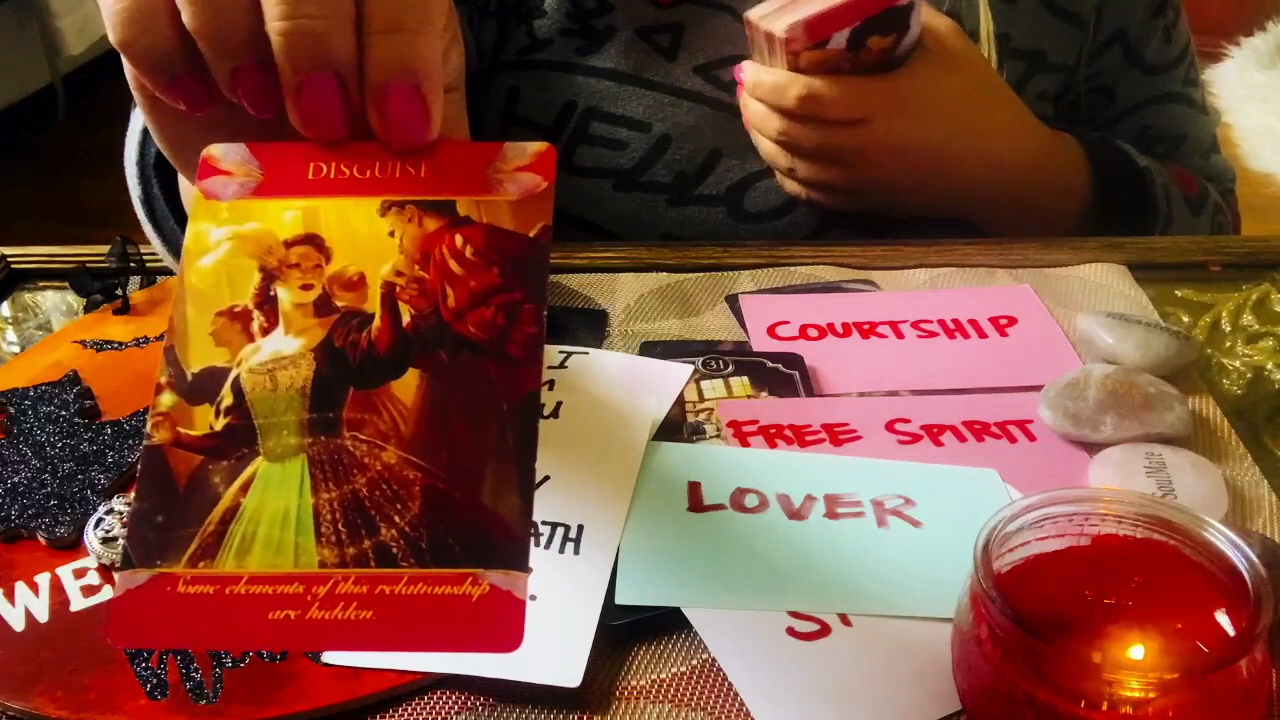 HELLO
DISGUISE
Some elements of this relationship
are hidden.
COURTSHIP
31
FREE SPIRIT
LOVER
SoulMate
I
ATH
WE